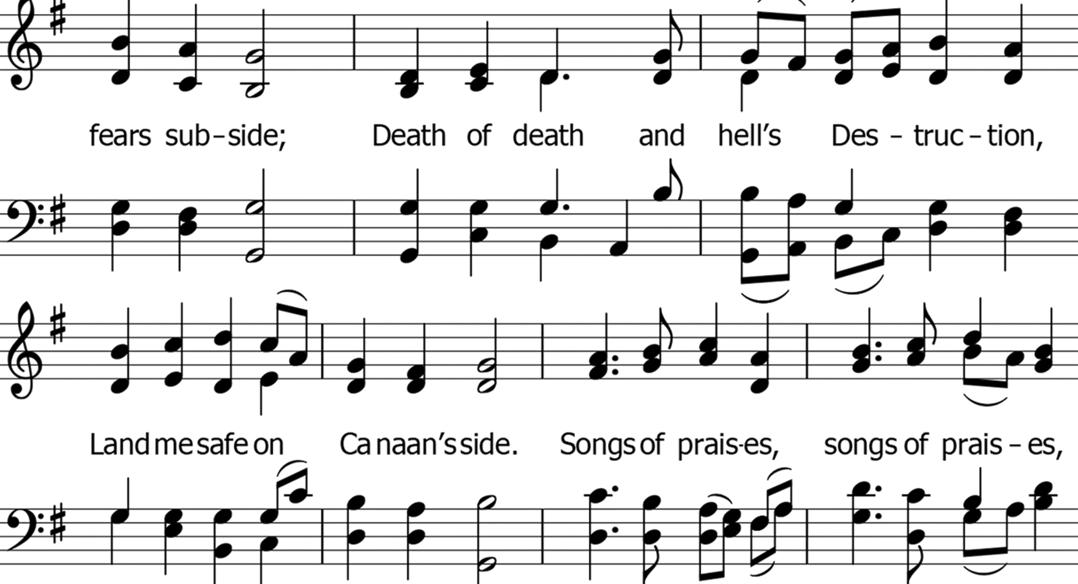 fears sub–side; Death of death and hell's Des – truc – tion,
Land me safe on Ca naan's side. Songs of prais-es, songs of prais – es,